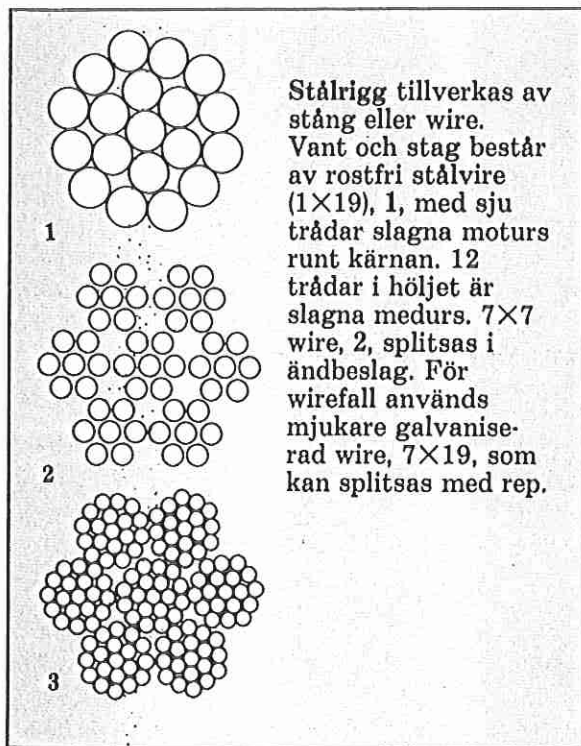 Stålrigg tillverkas av
stång eller wire.
Vant och stag består
av rostfri stålvire
(1×19), 1, med sju
trådar slagna moturs
runt kärnan. 12
trådar i höljet är
slagna medurs. 7×7
wire, 2, splitsas i
ändbeslag. För
wirefall används
mjukare galvanise-
rad wire, 7×19, som
kan splitsas med rep.
1
2
3